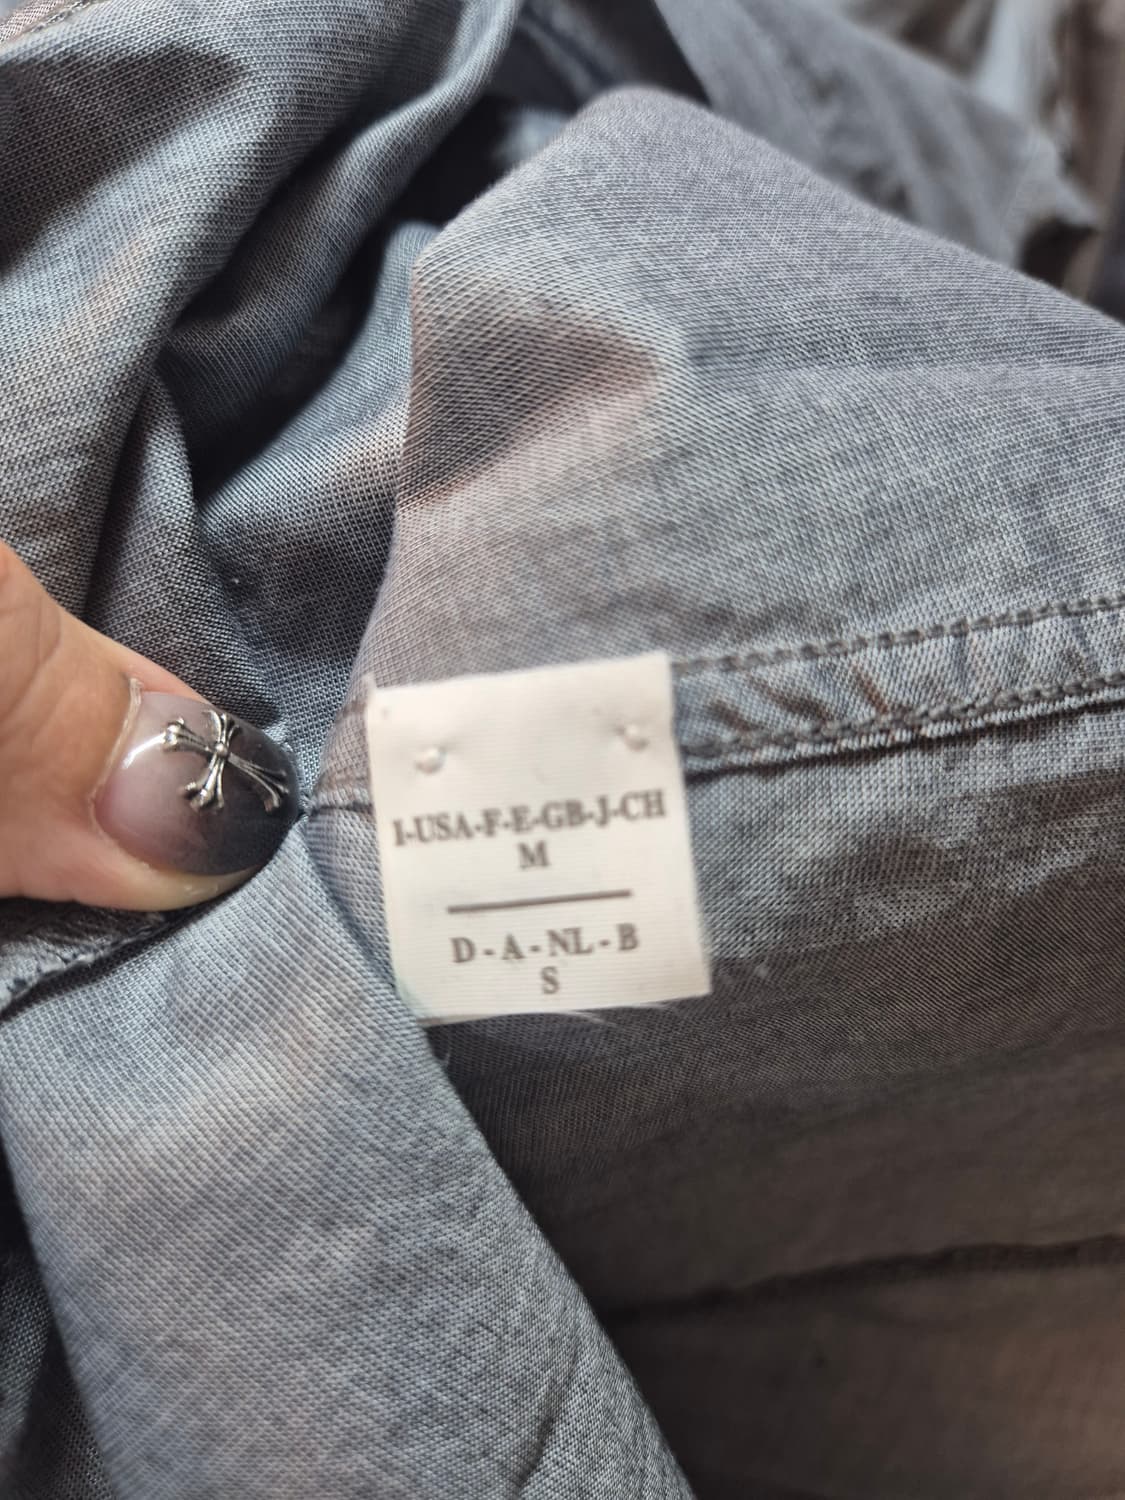 I-USA-F-E-GB-J-CH
M
D - A - NL - B
S